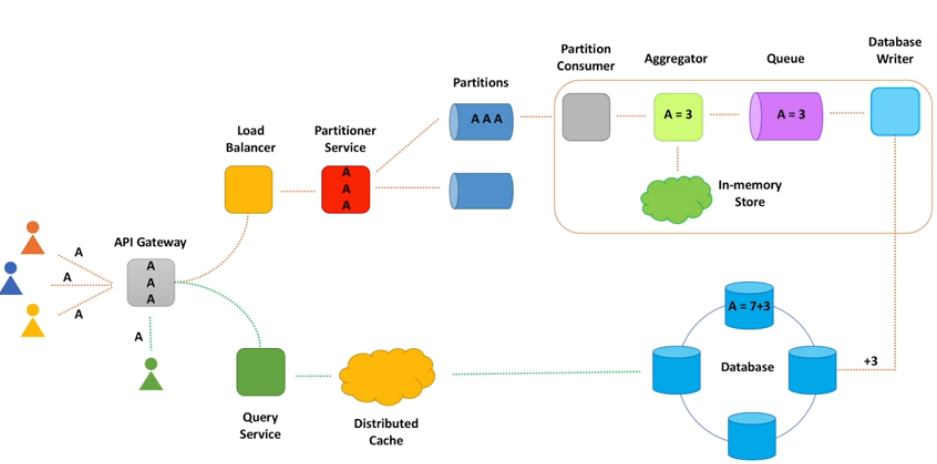 Database
Writer
Partition
Consumer
Aggregator
Queue
Partitions
A A A
A = 3
A = 3
Load
Balancer
Partitioner
Service
A
A
A
In-memory
Store
API Gateway
A
A
A
A
A
A
A
A = 7+3
Database
+3
Query
Service
Distributed
Cache